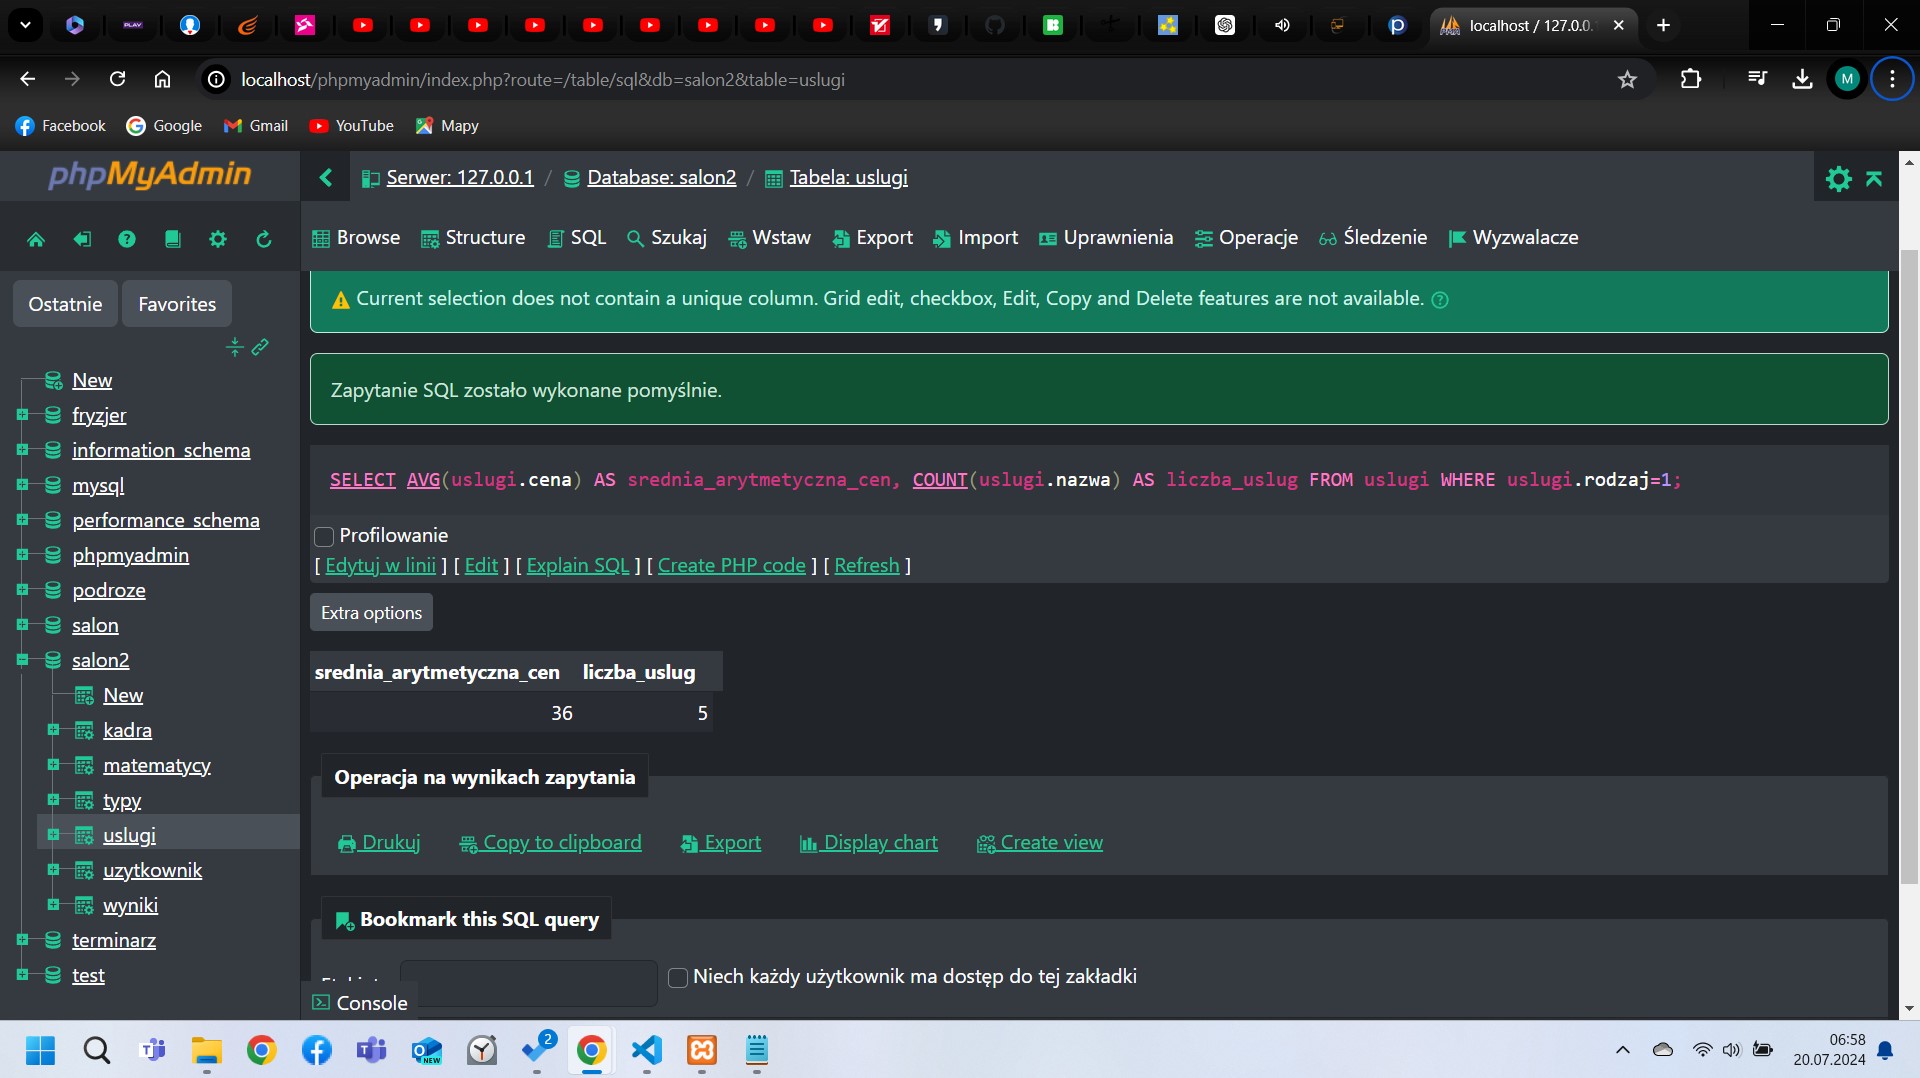 PLAY
localhost / 127.0.0.
localhost/phpmyadmin/index.php?route=/table/sql&db=salon2&table=uslugi
M
Facebook Google Gmail YouTube Mapy
phpMyAdmin
Serwer: 127.0.0.1 / Database: salon2 / Tabela: uslugi
Browse Structure SQL Szukaj Wstaw Export Import Uprawnienia Operacje Śledzenie Wyzwalacze
Ostatnie Favorites
New
fryzjer
information_schema
mysql
performance_schema
phpmyadmin
podroze
salon
salon2
New
kadra
matematycy
typy
uslugi
uzytkownik
wyniki
terminarz
test
Current selection does not contain a unique column. Grid edit, checkbox, Edit, Copy and Delete features are not available.
Zapytanie SQL zostało wykonane pomyślnie.
SELECT AVG(uslugi.cena) AS srednia_arytmetyczna_cen, COUNT(uslugi.nazwa) AS liczba_uslug FROM uslugi WHERE uslugi.rodzaj=1;
Profilowanie
[ Edytuj w linii ] [ Edit ] [ Explain SQL ] [ Create PHP code ] [ Refresh ]
Extra options
srednia_arytmetyczna_cen liczba_uslug
36 5
Operacja na wynikach zapytania
Drukuj Copy to clipboard Export Display chart Create view
Bookmark this SQL query
Niech każdy użytkownik ma dostęp do tej zakładki
Console
NEW
2
06:58
20.07.2024